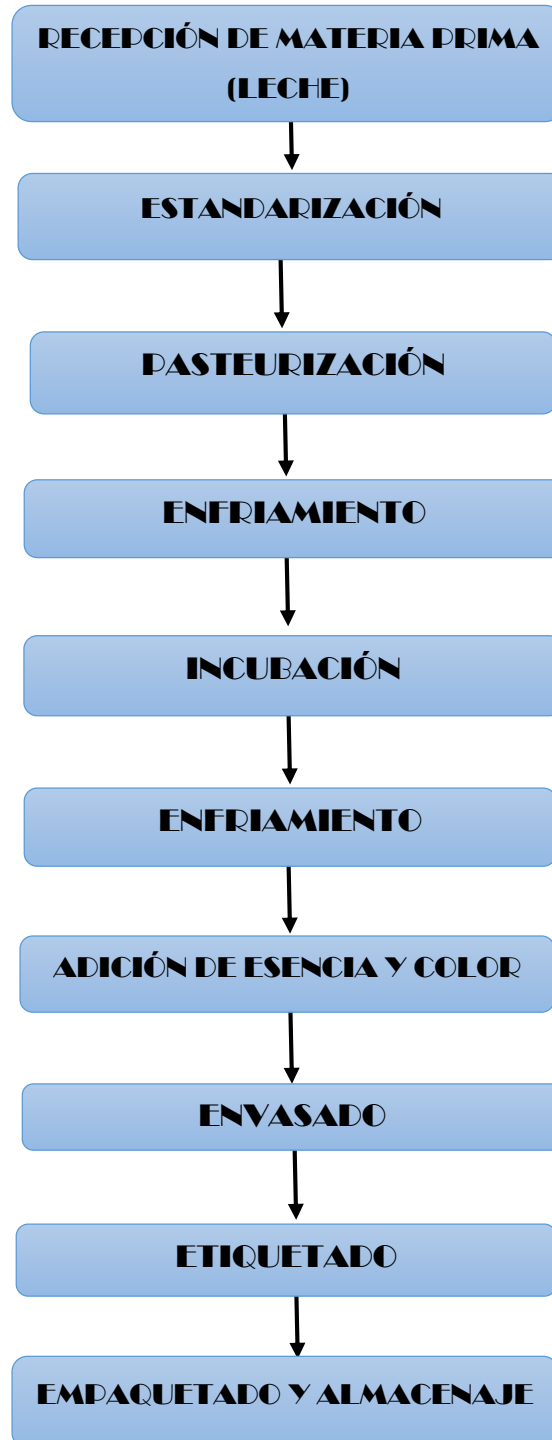 RECEPCIÓN DE MATERIA PRIMA
(LECHE)
ESTANDARIZACIÓN
PASTEURIZACIÓN
ENFRIAMIENTO
INCUBACIÓN
ENFRIAMIENTO
ADICIÓN DE ESENCIA Y COLOR
ENVASADO
ETIQUETADO
EMPAQUETADO Y ALMACENAJE